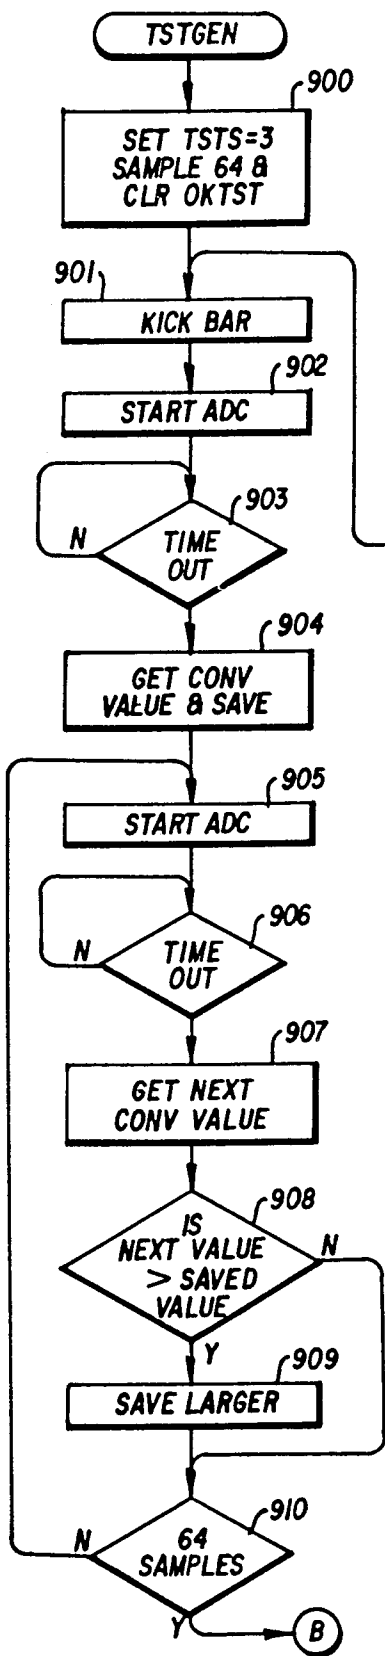 TSTGEN
900
SET TSTS=3
SAMPLE 64 &
CLR OKTST
901
KICK BAR
902
START ADC
903
TIME
OUT
N
904
GET CONV
VALUE & SAVE
905
START ADC
906
TIME
OUT
N
907
GET NEXT
CONV VALUE
908
IS
NEXT VALUE
> SAVED
VALUE
N
Y
909
SAVE LARGER
910
64
SAMPLES
N
Y
B